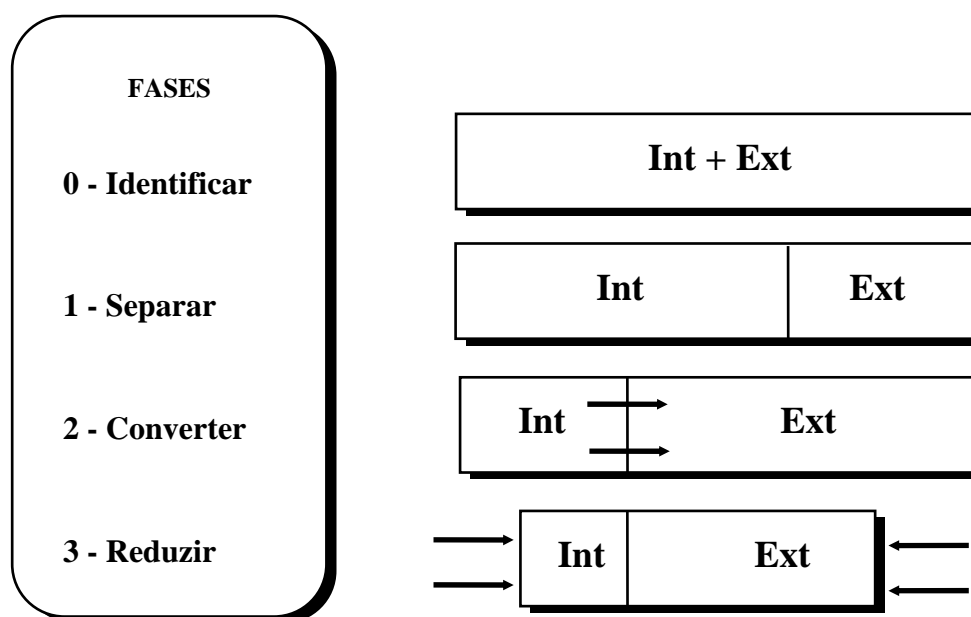 FASES
0 - Identificar
1 - Separar
2 - Converter
3 - Reduzir
Int + Ext
Int Ext
Int Ext
Int Ext